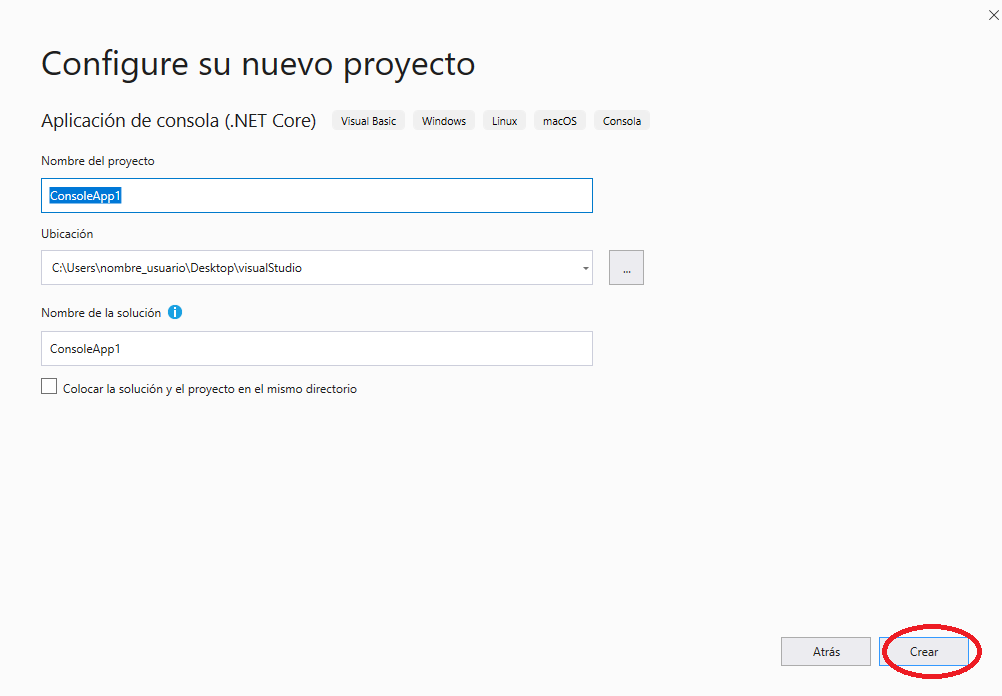 Configure su nuevo proyecto
Aplicación de consola (.NET Core) Visual Basic Windows Linux macOS Consola
Nombre del proyecto
ConsoleApp1
Ubicación
C:\Users\nombre_usuario\Desktop\visualStudio
...
Nombre de la solución
ConsoleApp1
Colocar la solución y el proyecto en el mismo directorio
Atrás Crear